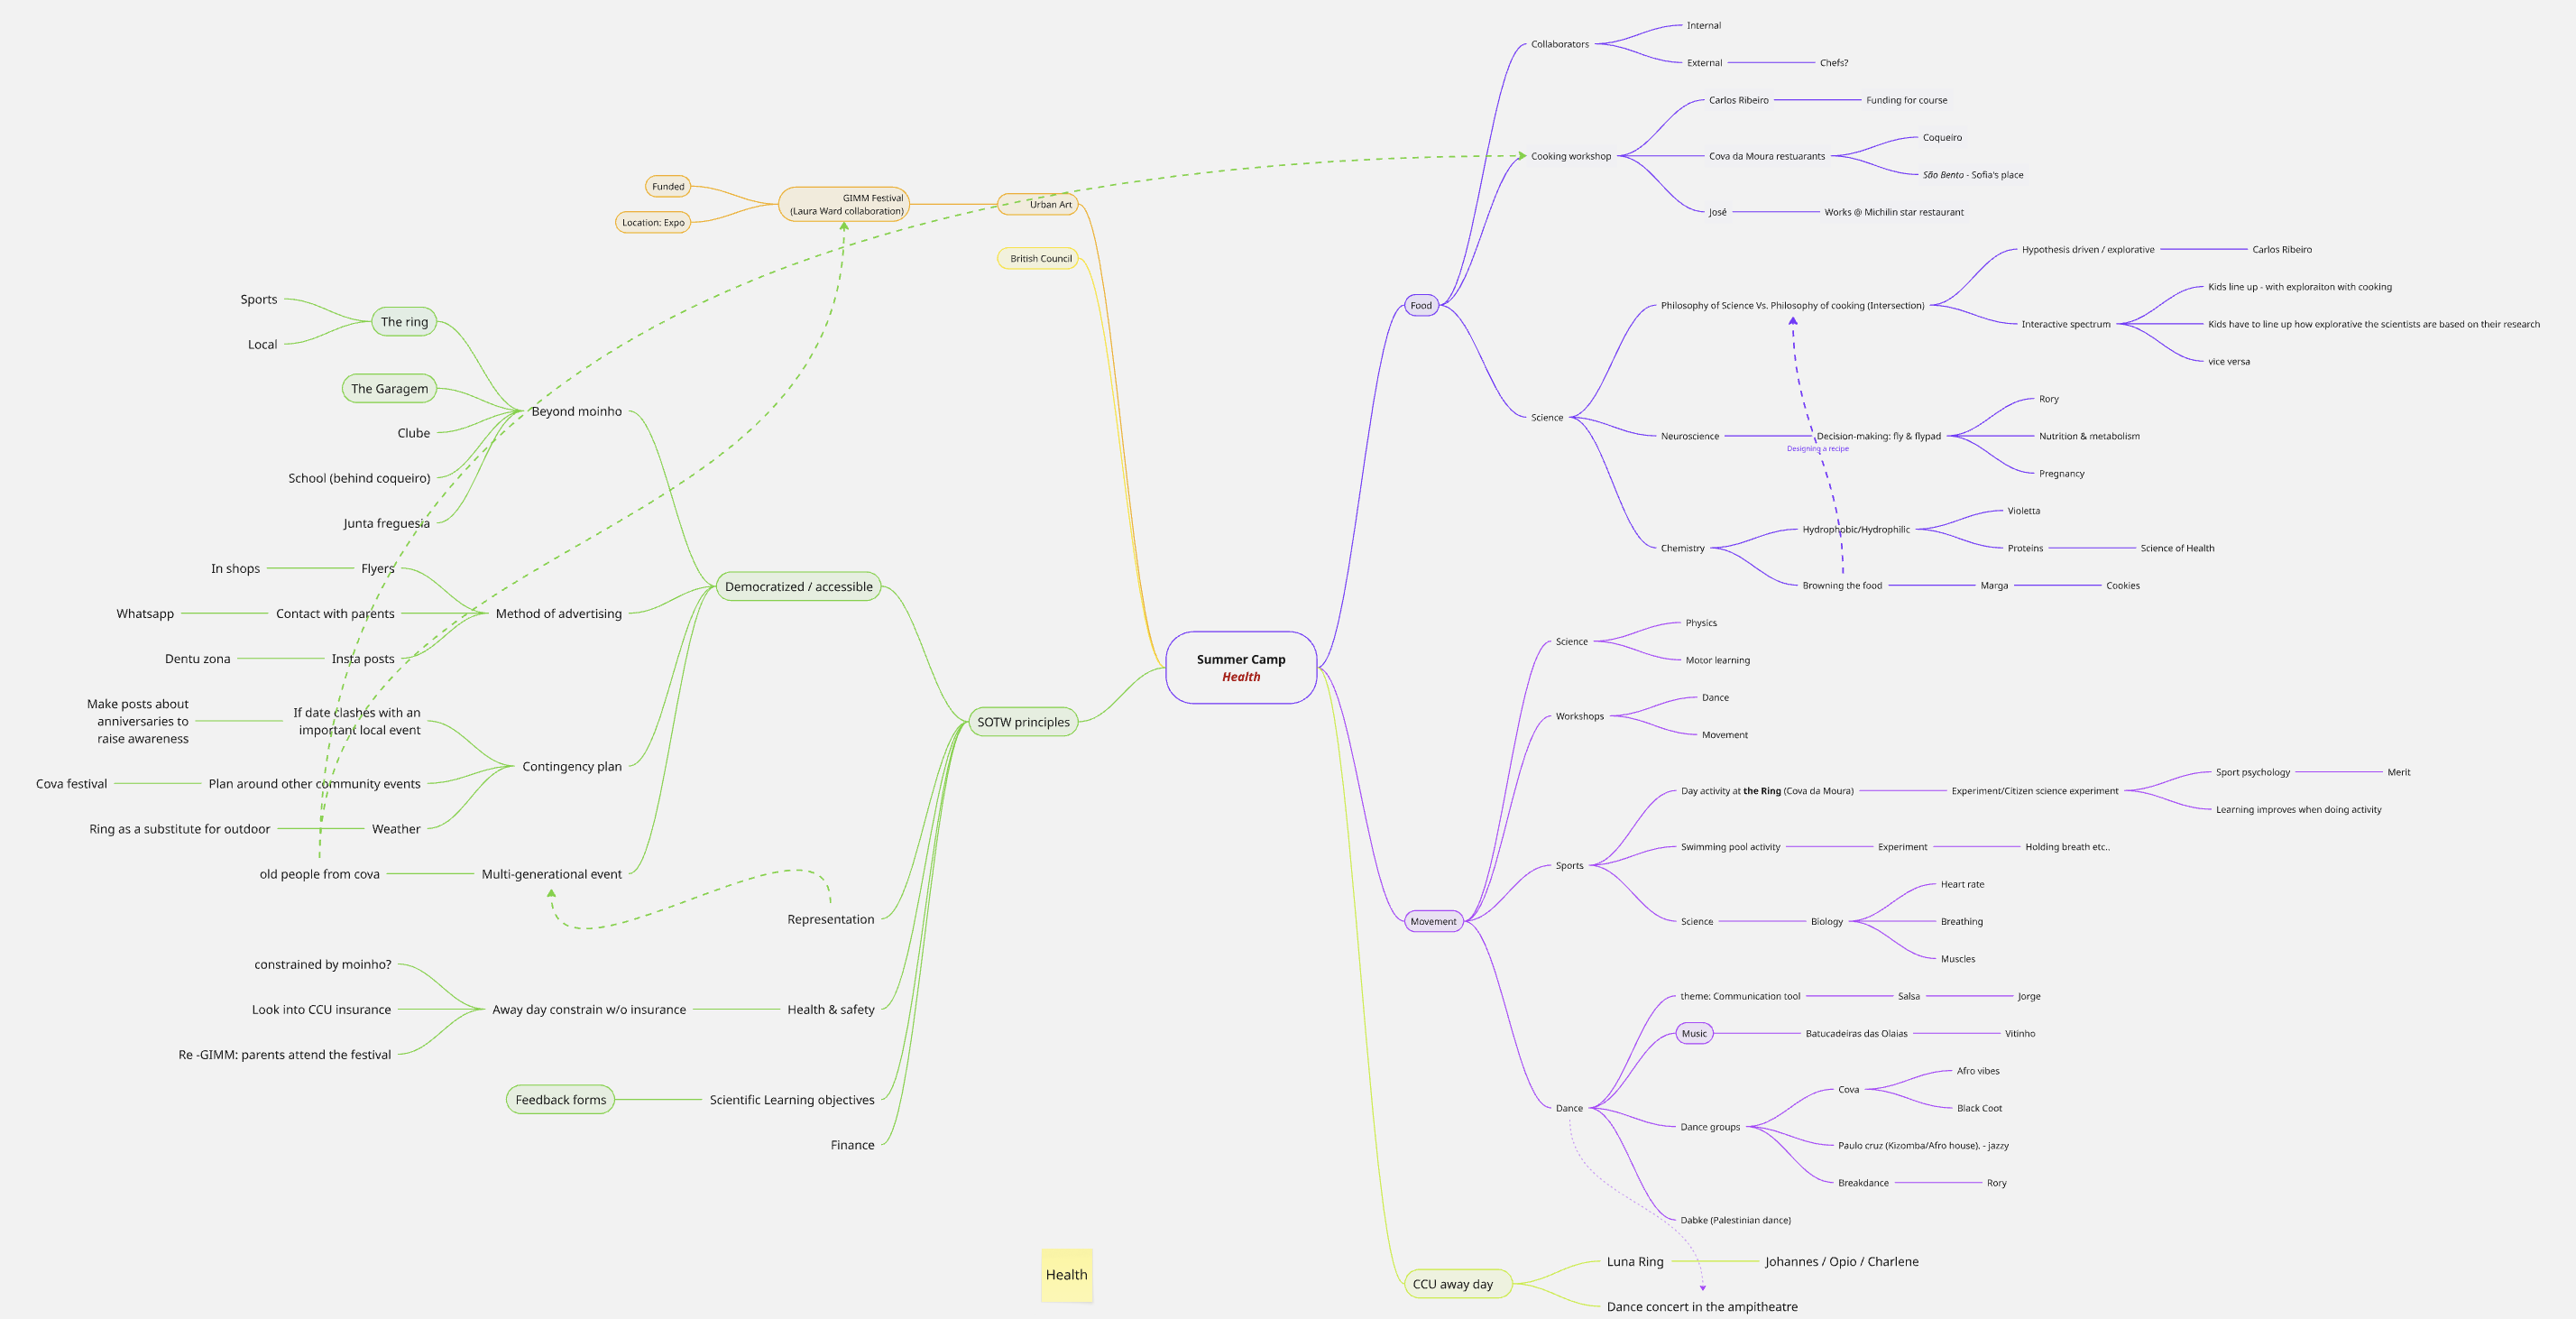 Summer Camp
Health
Urban Art
GIMM Festival
(Laura Ward collaboration)
Funded
Location: Expo
British Council
SOTW principles
Democratized / accessible
Beyond moinho
The ring
Sports
Local
The Garagem
Clube
School (behind coqueiro)
Junta freguesia
Method of advertising
Flyers
In shops
Contact with parents
Whatsapp
Insta posts
Dentu zona
Contingency plan
If date clashes with an
important local event
Make posts about
anniversaries to
raise awareness
Plan around other community events
Cova festival
Weather
Ring as a substitute for outdoor
Multi-generational event
old people from cova
Representation
Health & safety
Away day constrain w/o insurance
constrained by moinho?
Look into CCU insurance
Re -GIMM: parents attend the festival
Scientific Learning objectives
Feedback forms
Finance
Health
Food
Collaborators
Internal
External
Chefs?
Cooking workshop
Carlos Ribeiro
Funding for course
Cova da Moura restuarants
Coqueiro
São Bento - Sofia's place
José
Works @ Michilin star restaurant
Science
Philosophy of Science Vs. Philosophy of cooking (Intersection)
Hypothesis driven / explorative
Carlos Ribeiro
Interactive spectrum
Kids line up - with exploraiton with cooking
Kids have to line up how explorative the scientists are based on their research
vice versa
Neuroscience
Decision-making: fly & flypad
Rory
Nutrition & metabolism
Pregnancy
Designing a recipe
Chemistry
Hydrophobic/Hydrophilic
Violetta
Proteins
Science of Health
Browning the food
Marga
Cookies
Movement
Science
Physics
Motor learning
Workshops
Dance
Movement
Sports
Day activity at the Ring (Cova da Moura)
Experiment/Citizen science experiment
Sport psychology
Merit
Learning improves when doing activity
Swimming pool activity
Experiment
Holding breath etc..
Science
Biology
Heart rate
Breathing
Muscles
Dance
theme: Communication tool
Salsa
Jorge
Music
Batucadeiras das Olaias
Vitinho
Dance groups
Cova
Afro vibes
Black Coot
Paulo cruz (Kizomba/Afro house). - jazzy
Breakdance
Rory
Dabke (Palestinian dance)
CCU away day
Luna Ring
Johannes / Opio / Charlene
Dance concert in the ampitheatre